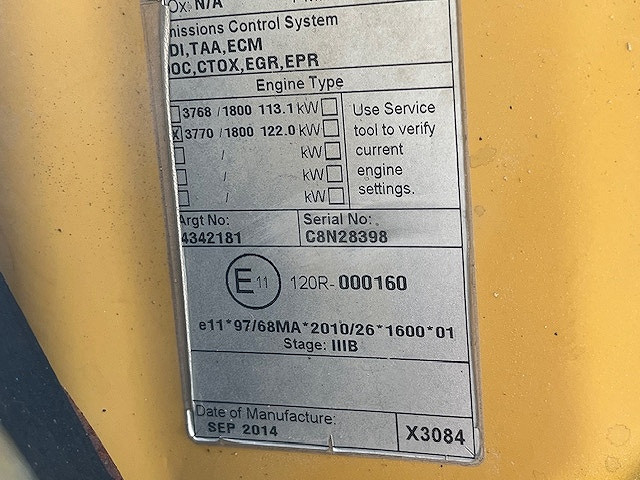 Ox: N/A
missions Control System
DI,TAA,ECM
OC,CTOX,EGR,EPR
Engine Type
3768 / 1800 113.1 kW
X 3770 / 1800 122.0 kW
/ kW
/ kW
/ kW
Use Service
tool to verify
current
engine
settings.
Argt No:
4342181
Serial No:
C8N28398
E 11 120R-000160
e11*97/68MA*2010/26*1600*01
Stage: IIIB
Date of Manufacture:
SEP 2014
X3084